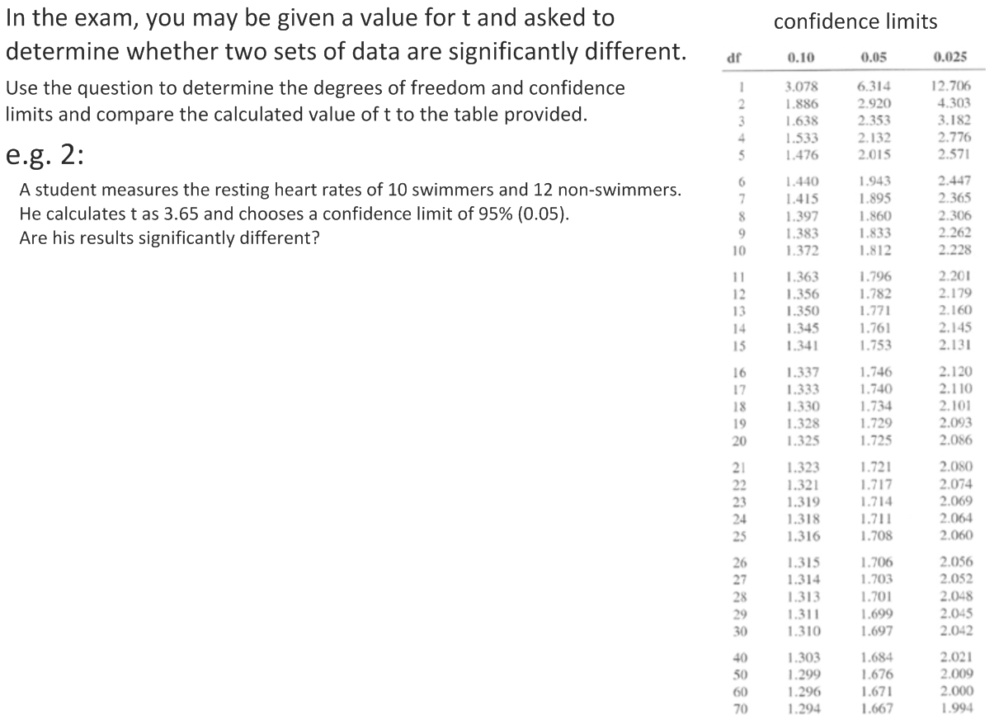 In the exam, you may be given a value for t and asked to
determine whether two sets of data are significantly different.
Use the question to determine the degrees of freedom and confidence
limits and compare the calculated value of t to the table provided.
e.g. 2:
A student measures the resting heart rates of 10 swimmers and 12 non-swimmers.
He calculates t as 3.65 and chooses a confidence limit of 95% (0.05).
Are his results significantly different?
confidence limits
df 0.10 0.05 0.025
1 3.078 6.314 12.706
2 1.886 2.920 4.303
3 1.638 2.353 3.182
4 1.533 2.132 2.776
5 1.476 2.015 2.571
6 1.440 1.943 2.447
7 1.415 1.895 2.365
8 1.397 1.860 2.306
9 1.383 1.833 2.262
10 1.372 1.812 2.228
11 1.363 1.796 2.201
12 1.356 1.782 2.179
13 1.350 1.771 2.160
14 1.345 1.761 2.145
15 1.341 1.753 2.131
16 1.337 1.746 2.120
17 1.333 1.740 2.110
18 1.330 1.734 2.101
19 1.328 1.729 2.093
20 1.325 1.725 2.086
21 1.323 1.721 2.080
22 1.321 1.717 2.074
23 1.319 1.714 2.069
24 1.318 1.711 2.064
25 1.316 1.708 2.060
26 1.315 1.706 2.056
27 1.314 1.703 2.052
28 1.313 1.701 2.048
29 1.311 1.699 2.045
30 1.310 1.697 2.042
40 1.303 1.684 2.021
50 1.299 1.676 2.009
60 1.296 1.671 2.000
70 1.294 1.667 1.994